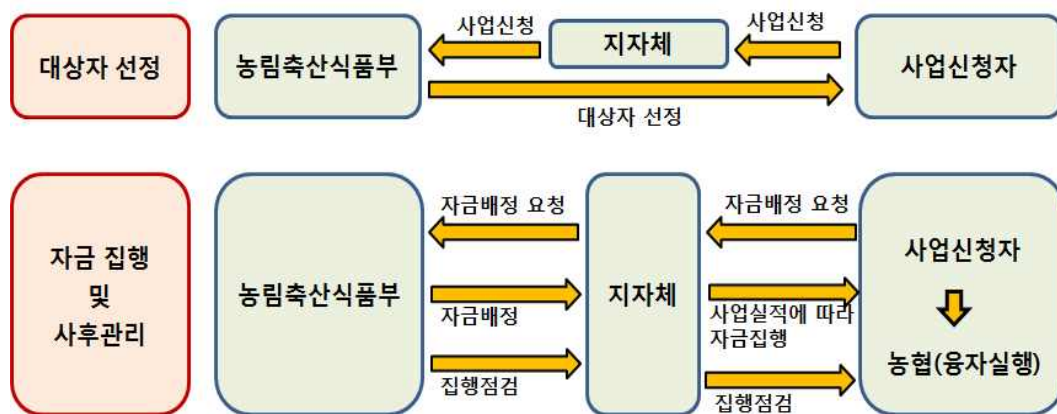 사업신청
사업신청
대상자 선정
농림축산식품부
지자체
사업신청자
대상자 선정
자금배정 요청
자금배정 요청
자금 집행
및
사후관리
농림축산식품부
지자체
사업신청자
자금배정
사업실적에 따라
자금집행
농협(융자실행)
집행점검
집행점검